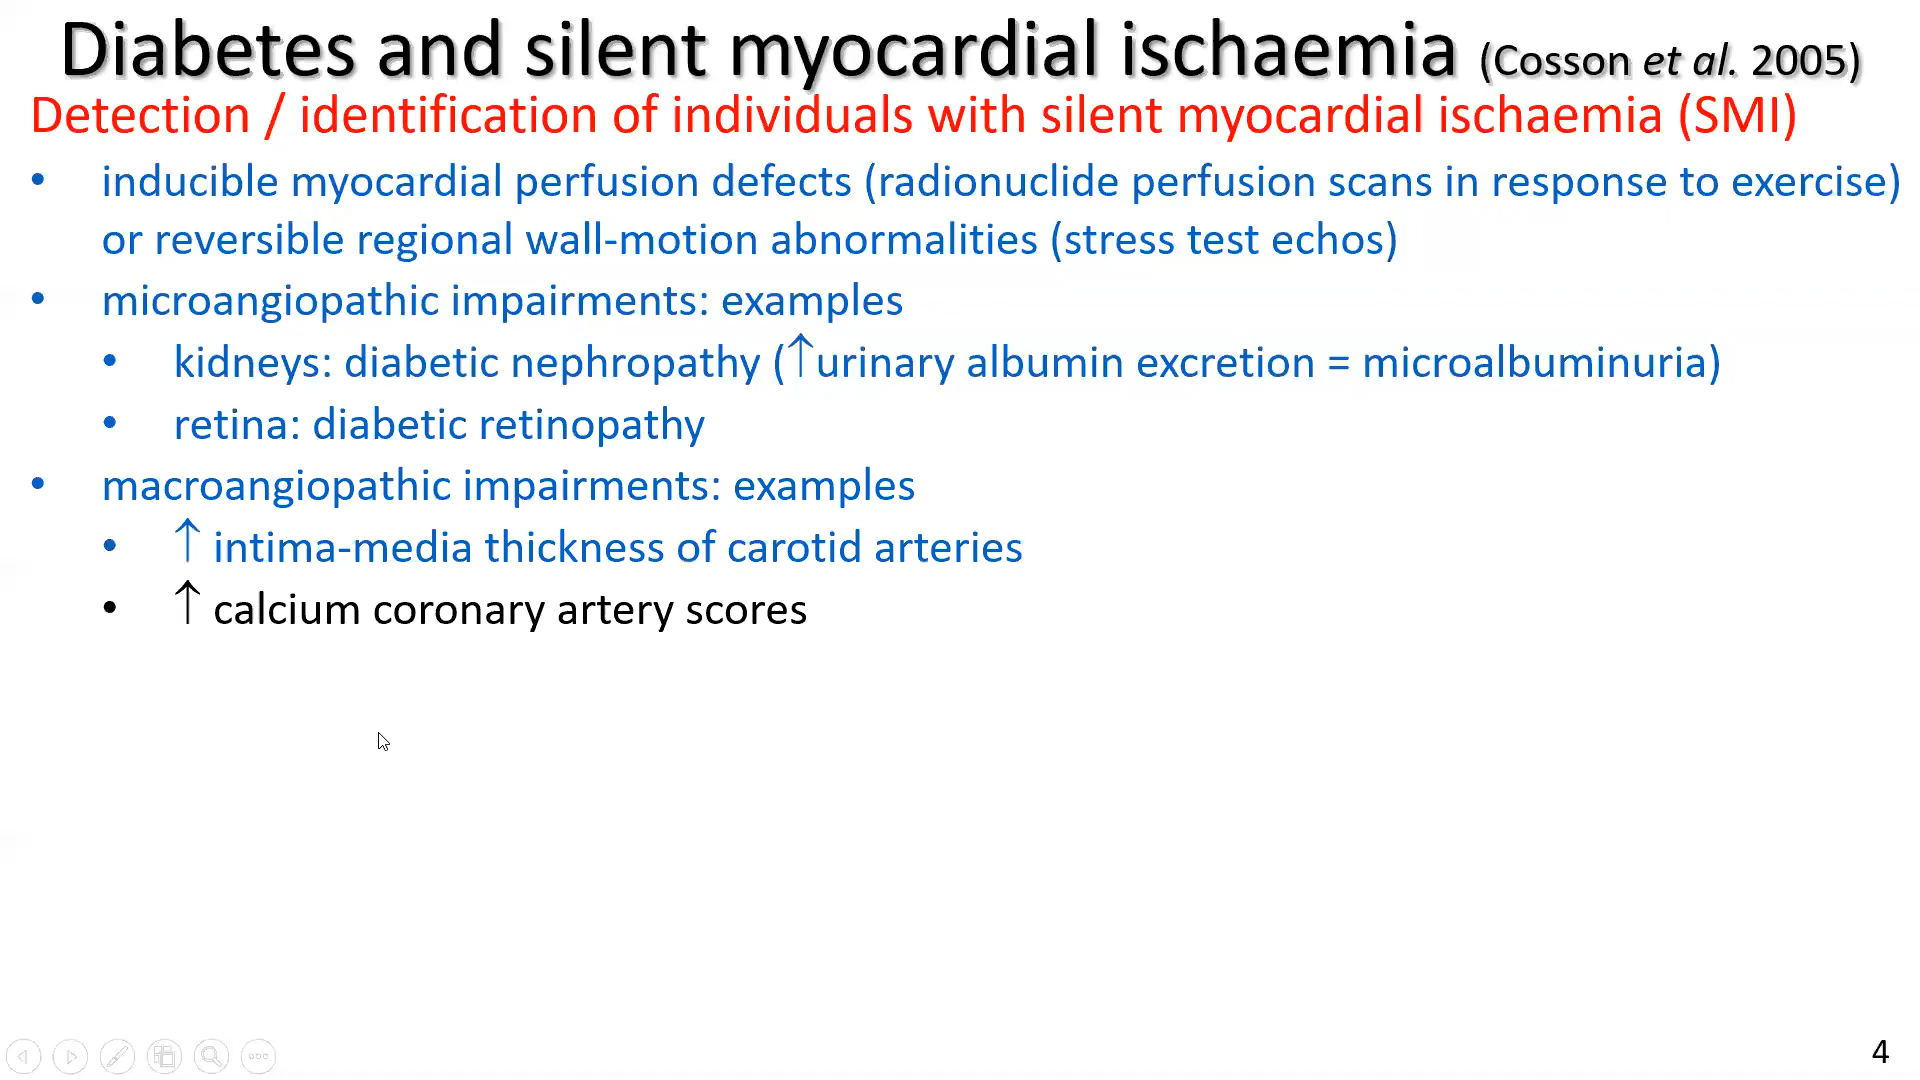 Diabetes and silent myocardial ischaemia (Cosson et al. 2005)
Detection / identification of individuals with silent myocardial ischaemia (SMI)
• inducible myocardial perfusion defects (radionuclide perfusion scans in response to exercise)
or reversible regional wall-motion abnormalities (stress test echos)
• microangiopathic impairments: examples
• kidneys: diabetic nephropathy (↑urinary albumin excretion = microalbuminuria)
• retina: diabetic retinopathy
• macroangiopathic impairments: examples
• ↑ intima-media thickness of carotid arteries
• ↑ calcium coronary artery scores
4